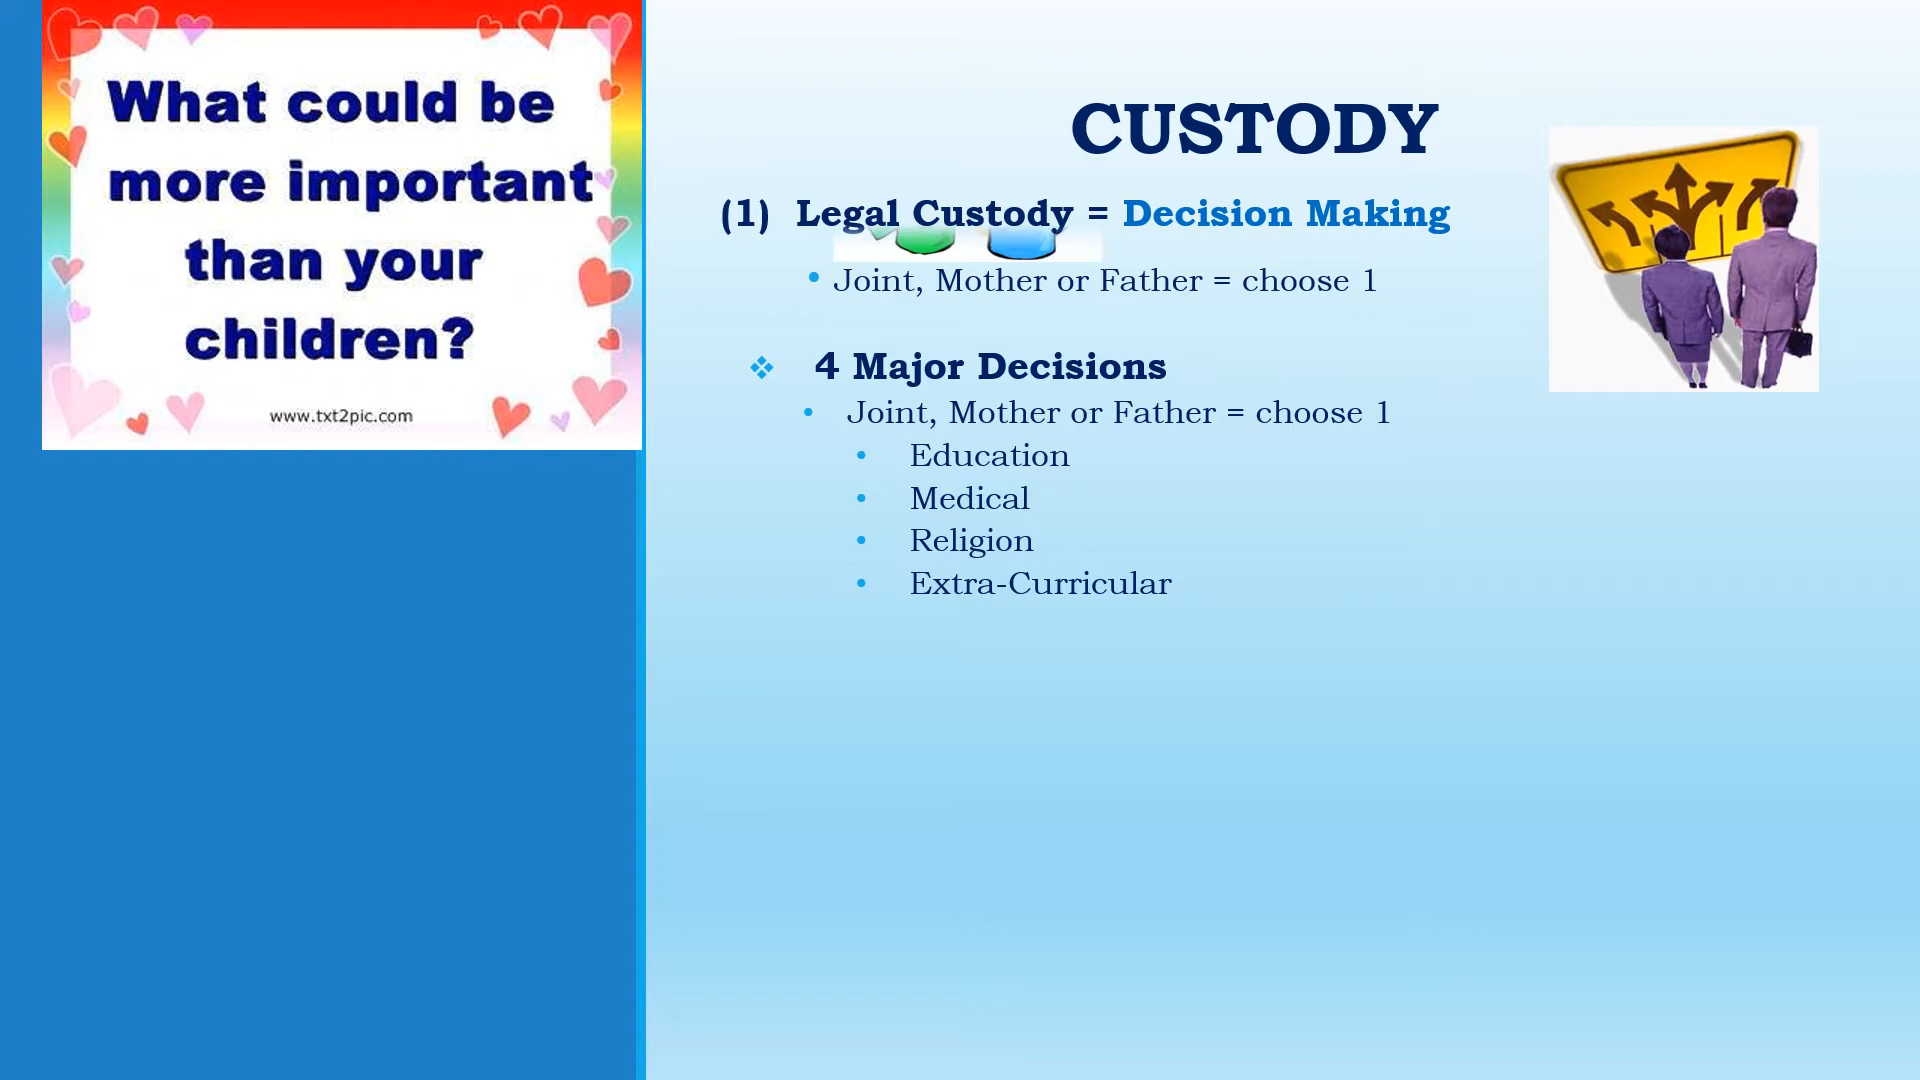 What could be
more important
than your
children?
www.txt2pic.com
CUSTODY
(1) Legal Custody = Decision Making
• Joint, Mother or Father = choose 1
❖ 4 Major Decisions
• Joint, Mother or Father = choose 1
• Education
• Medical
• Religion
• Extra-Curricular